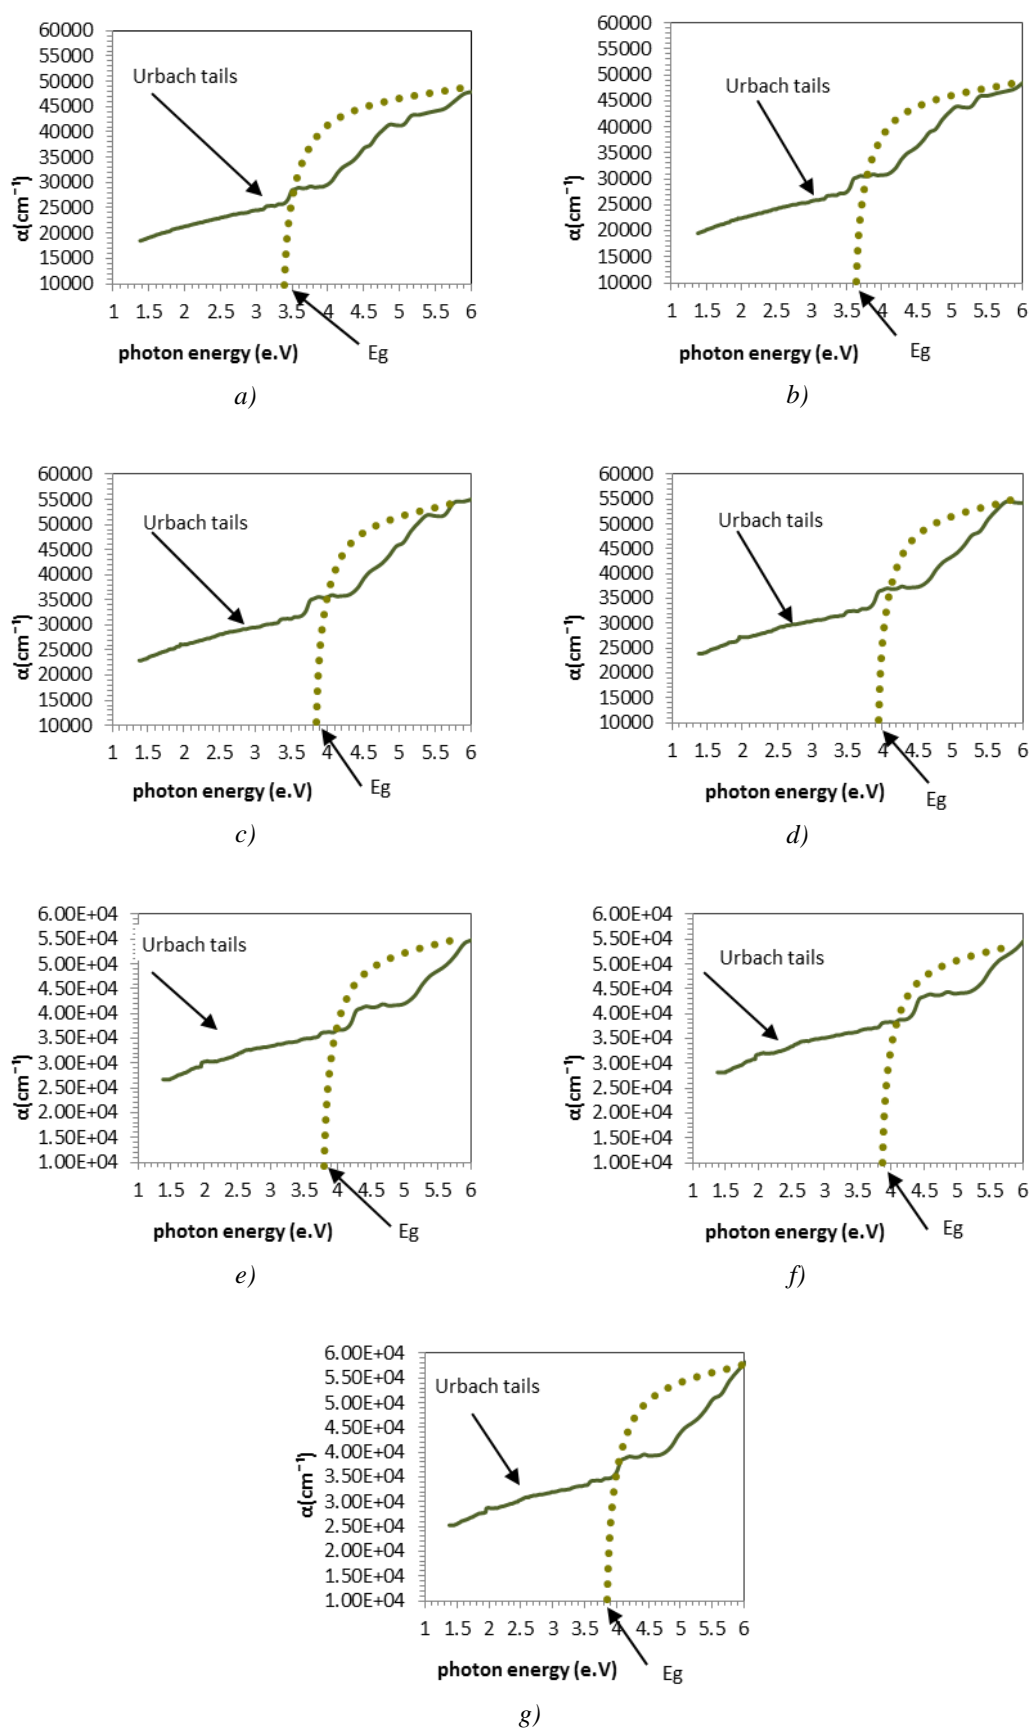 60000
55000
50000
45000
40000
35000
30000
25000
20000
15000
10000
α(cm⁻¹)
Urbach tails
1 1.5 2 2.5 3 3.5 4 4.5 5 5.5 6
photon energy (e.V)
Eg
a)
60000
55000
50000
45000
40000
35000
30000
25000
20000
15000
10000
α(cm⁻¹)
Urbach tails
1 1.5 2 2.5 3 3.5 4 4.5 5 5.5 6
photon energy (e.V)
Eg
b)
60000
55000
50000
45000
40000
35000
30000
25000
20000
15000
10000
α(cm⁻¹)
Urbach tails
1 1.5 2 2.5 3 3.5 4 4.5 5 5.5 6
photon energy (e.V)
Eg
c)
60000
55000
50000
45000
40000
35000
30000
25000
20000
15000
10000
α(cm⁻¹)
Urbach tails
1 1.5 2 2.5 3 3.5 4 4.5 5 5.5 6
photon energy (e.V)
Eg
d)
6.00E+04
5.50E+04
5.00E+04
4.50E+04
4.00E+04
3.50E+04
3.00E+04
2.50E+04
2.00E+04
1.50E+04
1.00E+04
α(cm⁻¹)
Urbach tails
1 1.5 2 2.5 3 3.5 4 4.5 5 5.5 6
photon energy (e.V)
Eg
e)
6.00E+04
5.50E+04
5.00E+04
4.50E+04
4.00E+04
3.50E+04
3.00E+04
2.50E+04
2.00E+04
1.50E+04
1.00E+04
α(cm⁻¹)
Urbach tails
1 1.5 2 2.5 3 3.5 4 4.5 5 5.5 6
photon energy (e.V)
Eg
f)
6.00E+04
5.50E+04
5.00E+04
4.50E+04
4.00E+04
3.50E+04
3.00E+04
2.50E+04
2.00E+04
1.50E+04
1.00E+04
α(cm⁻¹)
Urbach tails
1 1.5 2 2.5 3 3.5 4 4.5 5 5.5 6
photon energy (e.V)
Eg
g)